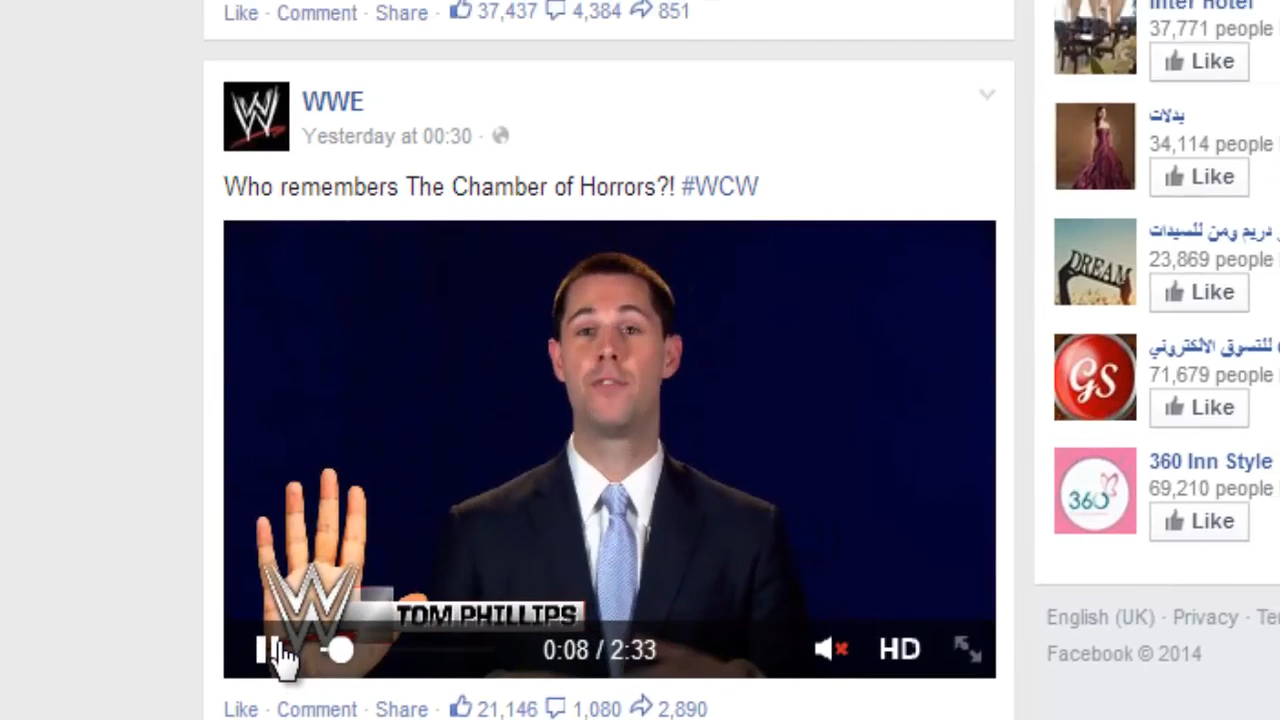 Like · Comment · Share · 37,437 4,384 851
WWE
Yesterday at 00:30 ·
Who remembers The Chamber of Horrors?! #WCW
W
TOM PHILLIPS
0:08 / 2:33
HD
Like · Comment · Share · 21,146 1,080 2,890
Inter Hotel
37,771 people
Like
بدلات
34,114 people
Like
دريم ومن للسيدات
DREAM
23,869 people
Like
للتسوق الالكتروني
GS
71,679 people
Like
360 Inn Style
360
69,210 people
Like
English (UK) · Privacy ·
Facebook © 2014